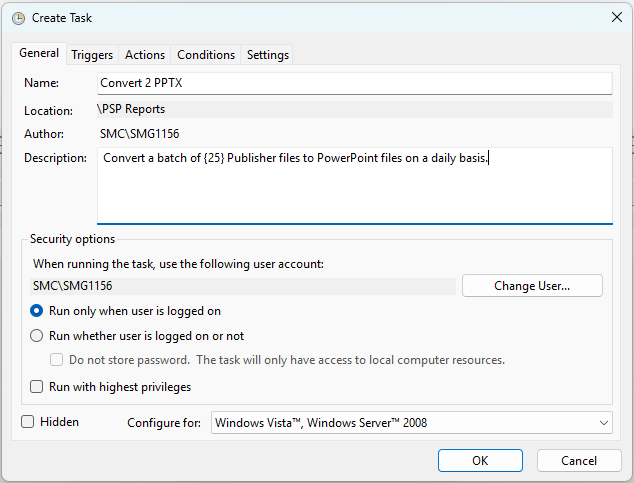 Create Task
General Triggers Actions Conditions Settings
Name: Convert 2 PPTX
Location: \PSP Reports
Author: SMC\SMG1156
Description: Convert a batch of {25} Publisher files to PowerPoint files on a daily basis.
Security options
When running the task, use the following user account:
SMC\SMG1156 Change User...
Run only when user is logged on
Run whether user is logged on or not
Do not store password. The task will only have access to local computer resources.
Run with highest privileges
Hidden Configure for: Windows Vista™, Windows Server™ 2008
OK Cancel